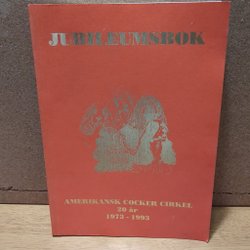 JUBILEUMSBOK
AMERIKANSK COCKER CIRKEL
20 år
1973 - 1993